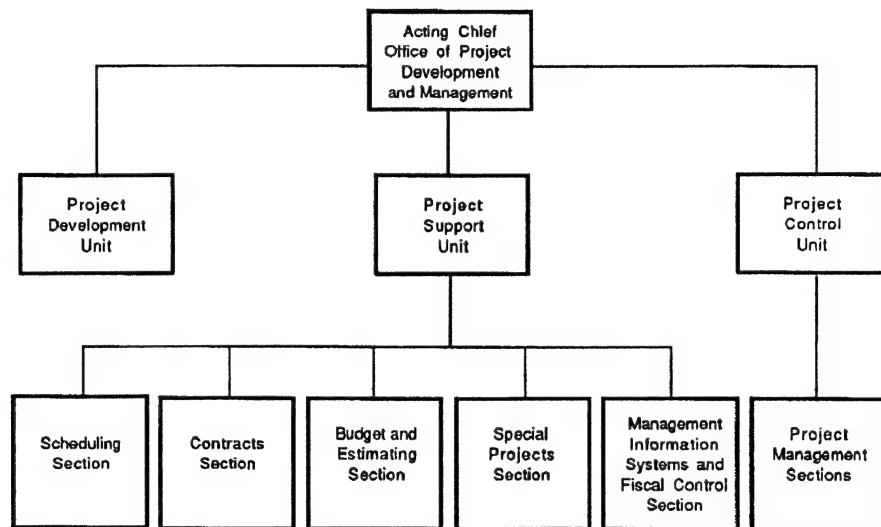 Acting Chief
Office of Project
Development
and Management
Project
Development
Unit
Project
Support
Unit
Project
Control
Unit
Scheduling
Section
Contracts
Section
Budget and
Estimating
Section
Special
Projects
Section
Management
Information
Systems and
Fiscal Control
Section
Project
Management
Sections